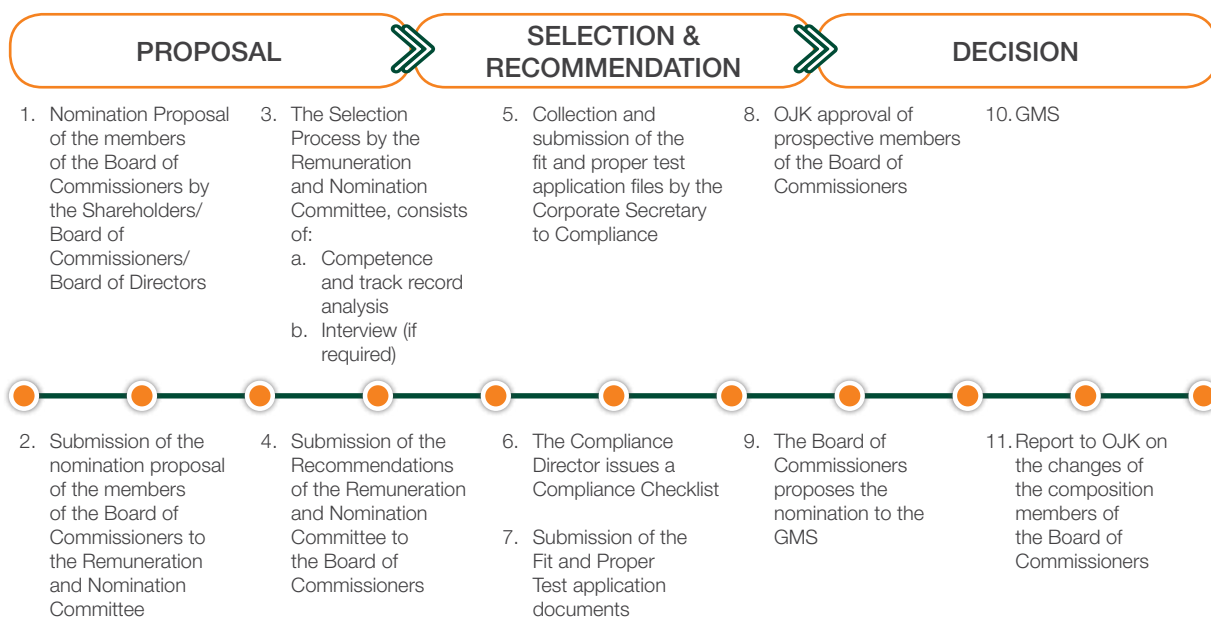 PROPOSAL
SELECTION &
RECOMMENDATION
DECISION
1. Nomination Proposal
of the members
of the Board of
Commissioners by
the Shareholders/
Board of
Commissioners/
Board of Directors
2. Submission of the
nomination proposal
of the members
of the Board of
Commissioners to
the Remuneration
and Nomination
Committee
3. The Selection
Process by the
Remuneration
and Nomination
Committee, consists
of:
a. Competence
and track record
analysis
b. Interview (if
required)
4. Submission of the
Recommendations
of the Remuneration
and Nomination
Committee to
the Board of
Commissioners
5. Collection and
submission of the
fit and proper test
application files by the
Corporate Secretary
to Compliance
6. The Compliance
Director issues a
Compliance Checklist
7. Submission of the
Fit and Proper
Test application
documents
8. OJK approval of
prospective members
of the Board of
Commissioners
9. The Board of
Commissioners
proposes the
nomination to the
GMS
10. GMS
11. Report to OJK on
the changes of
the composition
members of
the Board of
Commissioners